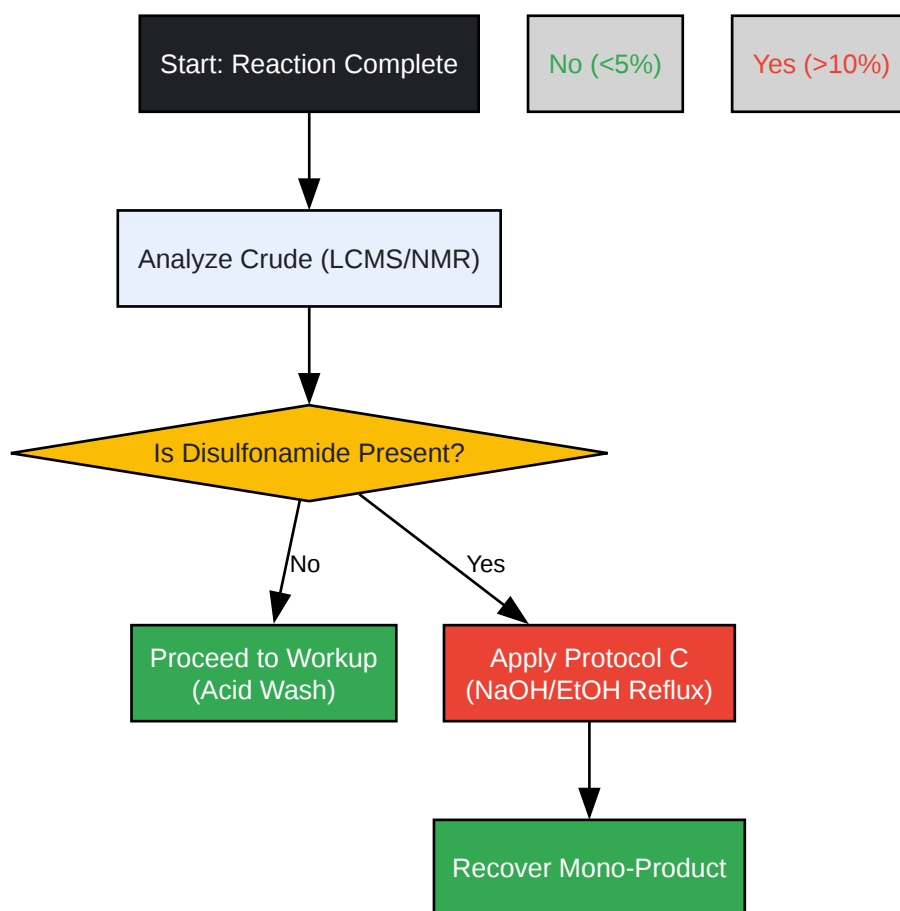 Start: Reaction Complete
No (<5%)
Yes (>10%)
Analyze Crude (LCMS/NMR)
Is Disulfonamide Present?
No
Yes
Proceed to Workup
(Acid Wash)
Apply Protocol C
(NaOH/EtOH Reflux)
Recover Mono-Product